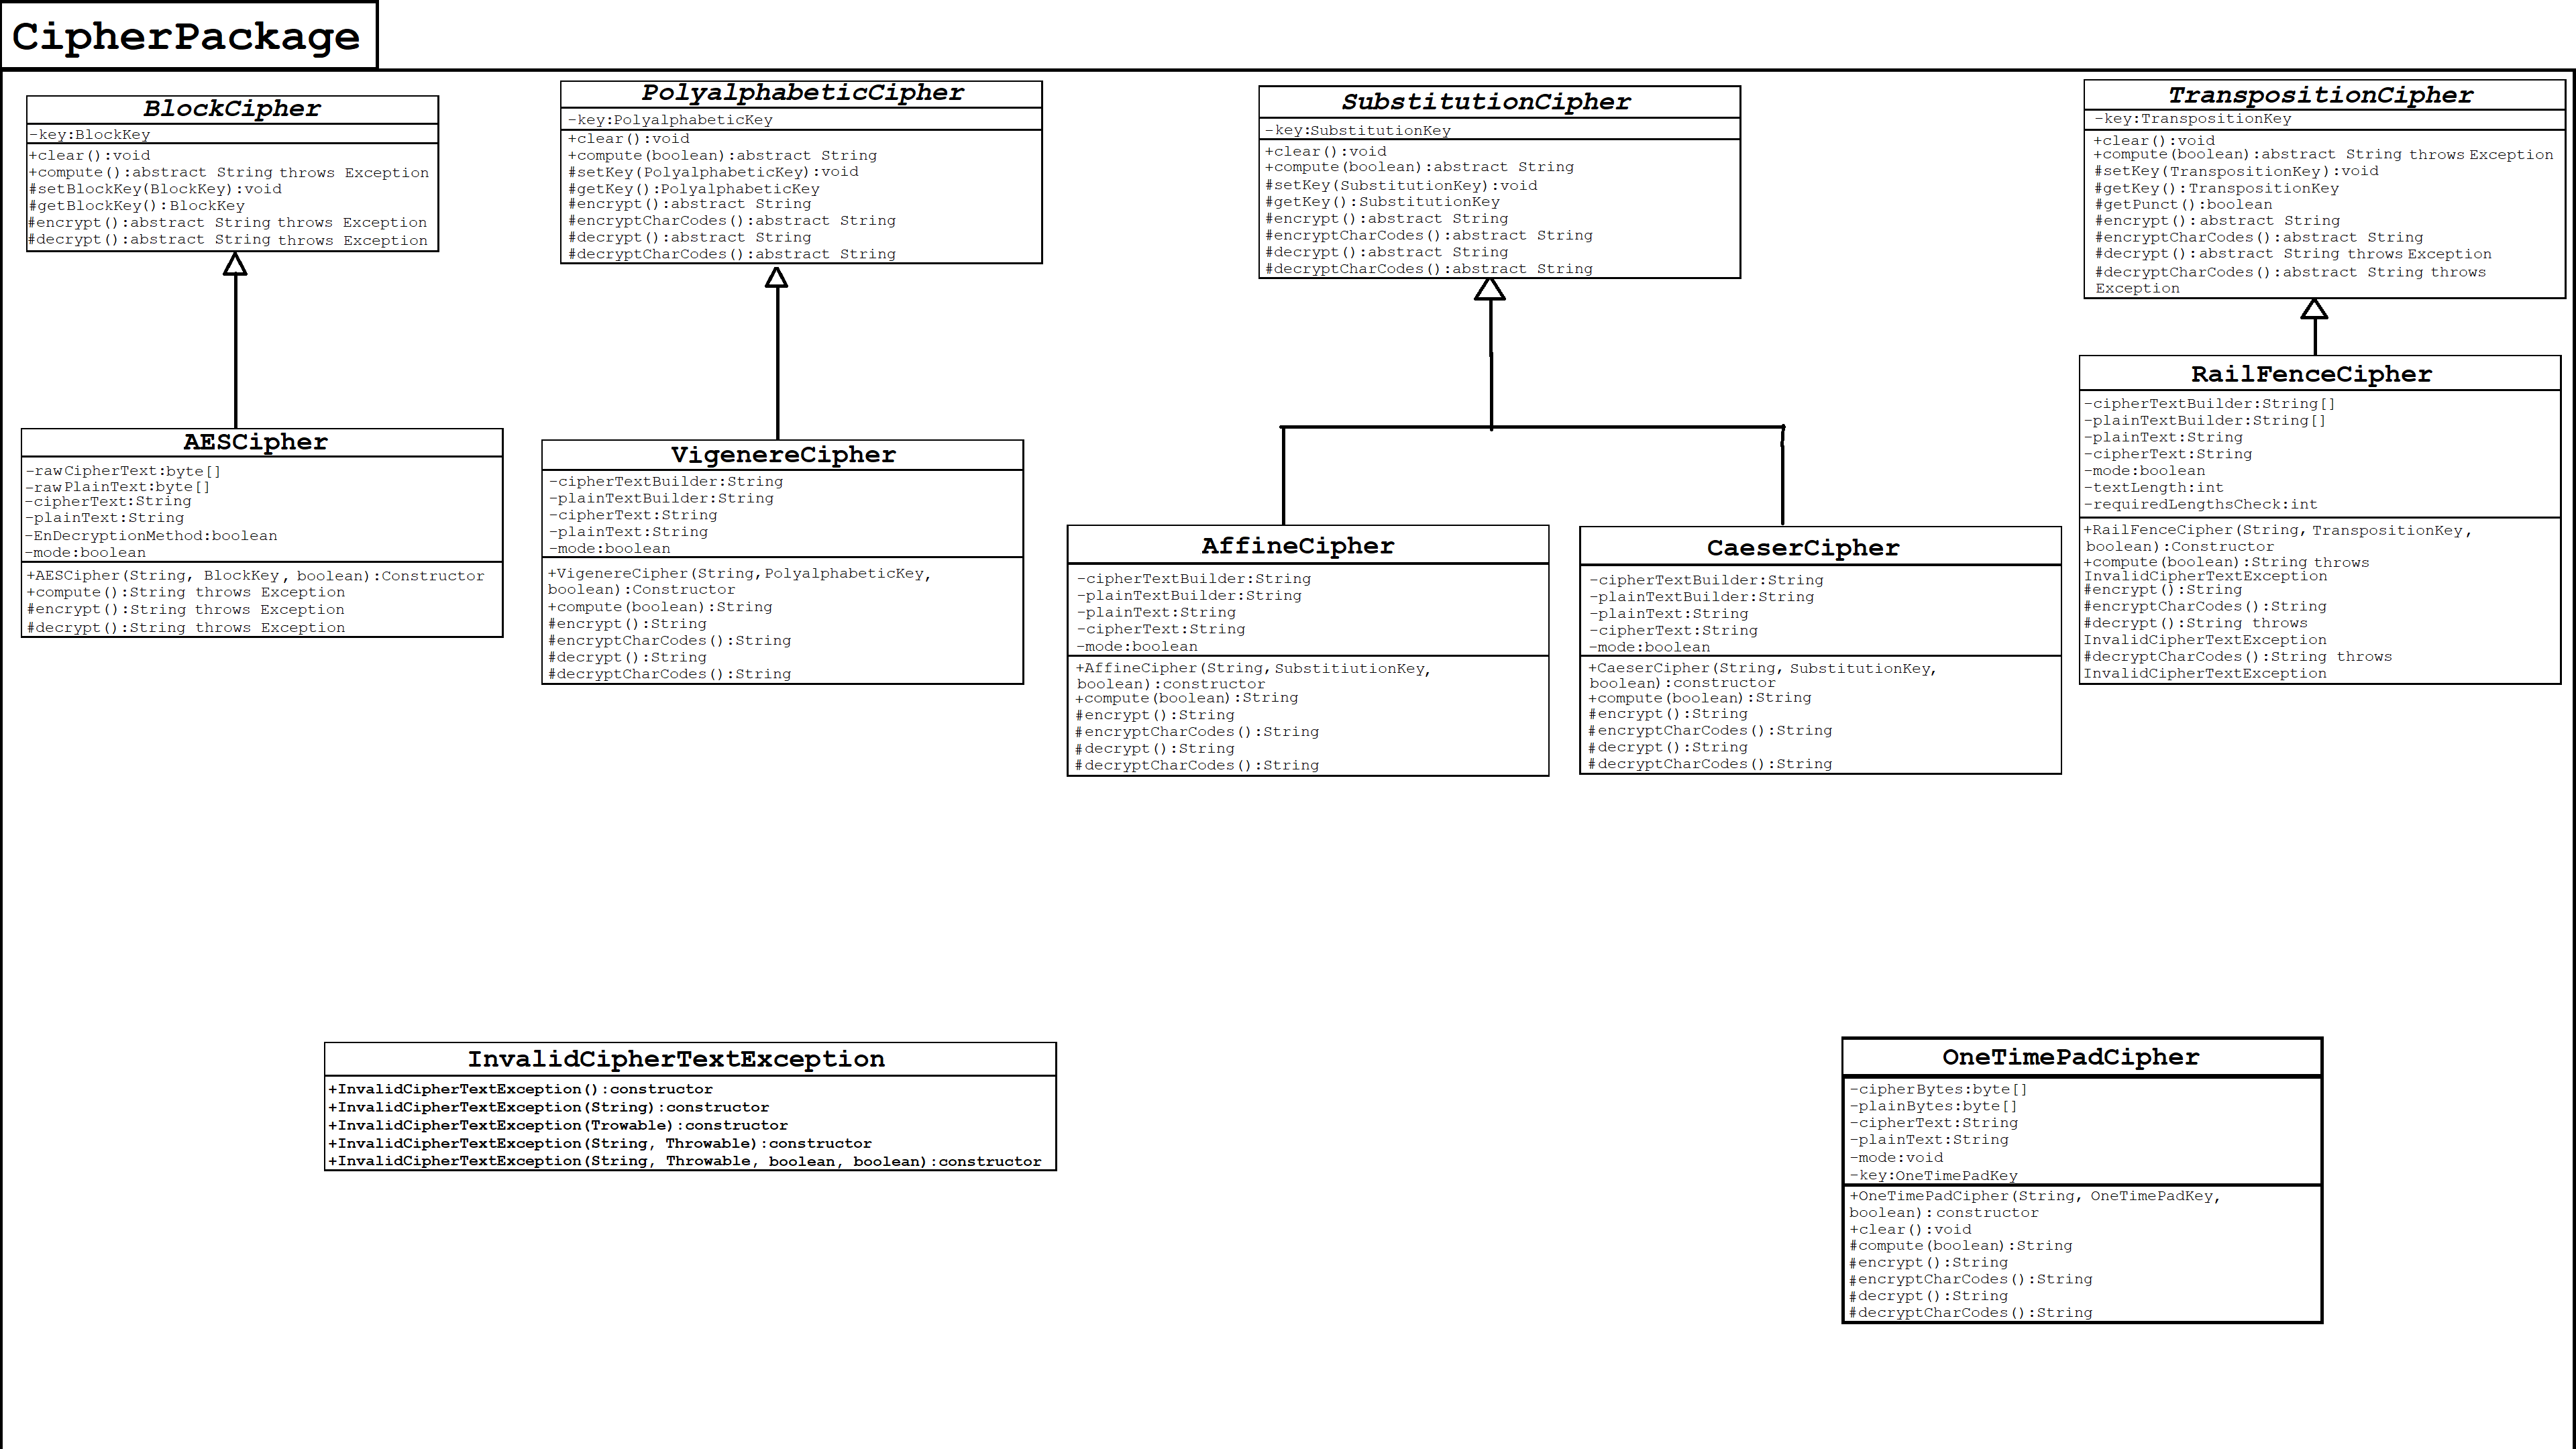 CipherPackage
BlockCipher
-key:BlockKey
+clear():void
+compute():abstract String throws Exception
#setBlockKey(BlockKey):void
#getBlockKey():BlockKey
#encrypt():abstract String throws Exception
#decrypt():abstract String throws Exception
PolyalphabeticCipher
-key:PolyalphabeticKey
+clear():void
+compute(boolean):abstract String
#setKey(PolyalphabeticKey):void
#getKey():PolyalphabeticKey
#encrypt():abstract String
#encryptCharCodes():abstract String
#decrypt():abstract String
#decryptCharCodes():abstract String
SubstitutionCipher
-key:SubstitutionKey
+clear():void
+compute(boolean):abstract String
#setKey(SubstitutionKey):void
#getKey():SubstitutionKey
#encrypt():abstract String
#encryptCharCodes():abstract String
#decrypt():abstract String
#decryptCharCodes():abstract String
TranspositionCipher
-key:TranspositionKey
+clear():void
+compute(boolean):abstract String throws Exception
#setKey(TranspositionKey):void
#getKey():TranspositionKey
#getPunct():boolean
#encrypt():abstract String
#encryptCharCodes():abstract String
#decrypt():abstract String throws Exception
#decryptCharCodes():abstract String throws
Exception
AESCipher
-rawCipherText:byte[]
-rawPlainText:byte[]
-cipherText:String
-plainText:String
-EnDecryptionMethod:boolean
-mode:boolean
+AESCipher(String, BlockKey, boolean):Constructor
+compute():String throws Exception
#encrypt():String throws Exception
#decrypt():String throws Exception
VigenereCipher
-cipherTextBuilder:String
-plainTextBuilder:String
-cipherText:String
-plainText:String
-mode:boolean
+VigenereCipher(String,PolyalphabeticKey,
boolean):Constructor
+compute(boolean):String
#encrypt():String
#encryptCharCodes():String
#decrypt():String
#decryptCharCodes():String
AffineCipher
-cipherTextBuilder:String
-plainTextBuilder:String
-plainText:String
-cipherText:String
-mode:boolean
+AffineCipher(String, SubstitiutionKey,
boolean):constructor
+compute(boolean):String
#encrypt():String
#encryptCharCodes():String
#decrypt():String
#decryptCharCodes():String
CaeserCipher
-cipherTextBuilder:String
-plainTextBuilder:String
-plainText:String
-cipherText:String
-mode:boolean
+CaeserCipher(String, SubstitutionKey,
boolean):constructor
+compute(boolean):String
#encrypt():String
#encryptCharCodes():String
#decrypt():String
#decryptCharCodes():String
RailFenceCipher
-cipherTextBuilder:String[]
-plainTextBuilder:String[]
-plainText:String
-cipherText:String
-mode:boolean
-textLength:int
-requiredLengthsCheck:int
+RailFenceCipher(String, TranspositionKey,
boolean):Constructor
+compute(boolean):String throws
InvalidCipherTextException
#encrypt():String
#encryptCharCodes():String
#decrypt():String throws
InvalidCipherTextException
#decryptCharCodes():String throws
InvalidCipherTextException
InvalidCipherTextException
+InvalidCipherTextException():constructor
+InvalidCipherTextException(String):constructor
+InvalidCipherTextException(Trowable):constructor
+InvalidCipherTextException(String, Throwable):constructor
+InvalidCipherTextException(String, Throwable, boolean, boolean):constructor
OneTimePadCipher
-cipherBytes:byte[]
-plainBytes:byte[]
-cipherText:String
-plainText:String
-mode:void
-key:OneTimePadKey
+OneTimePadCipher(String, OneTimePadKey,
boolean):constructor
+clear():void
#compute(boolean):String
#encrypt():String
#encryptCharCodes():String
#decrypt():String
#decryptCharCodes():String